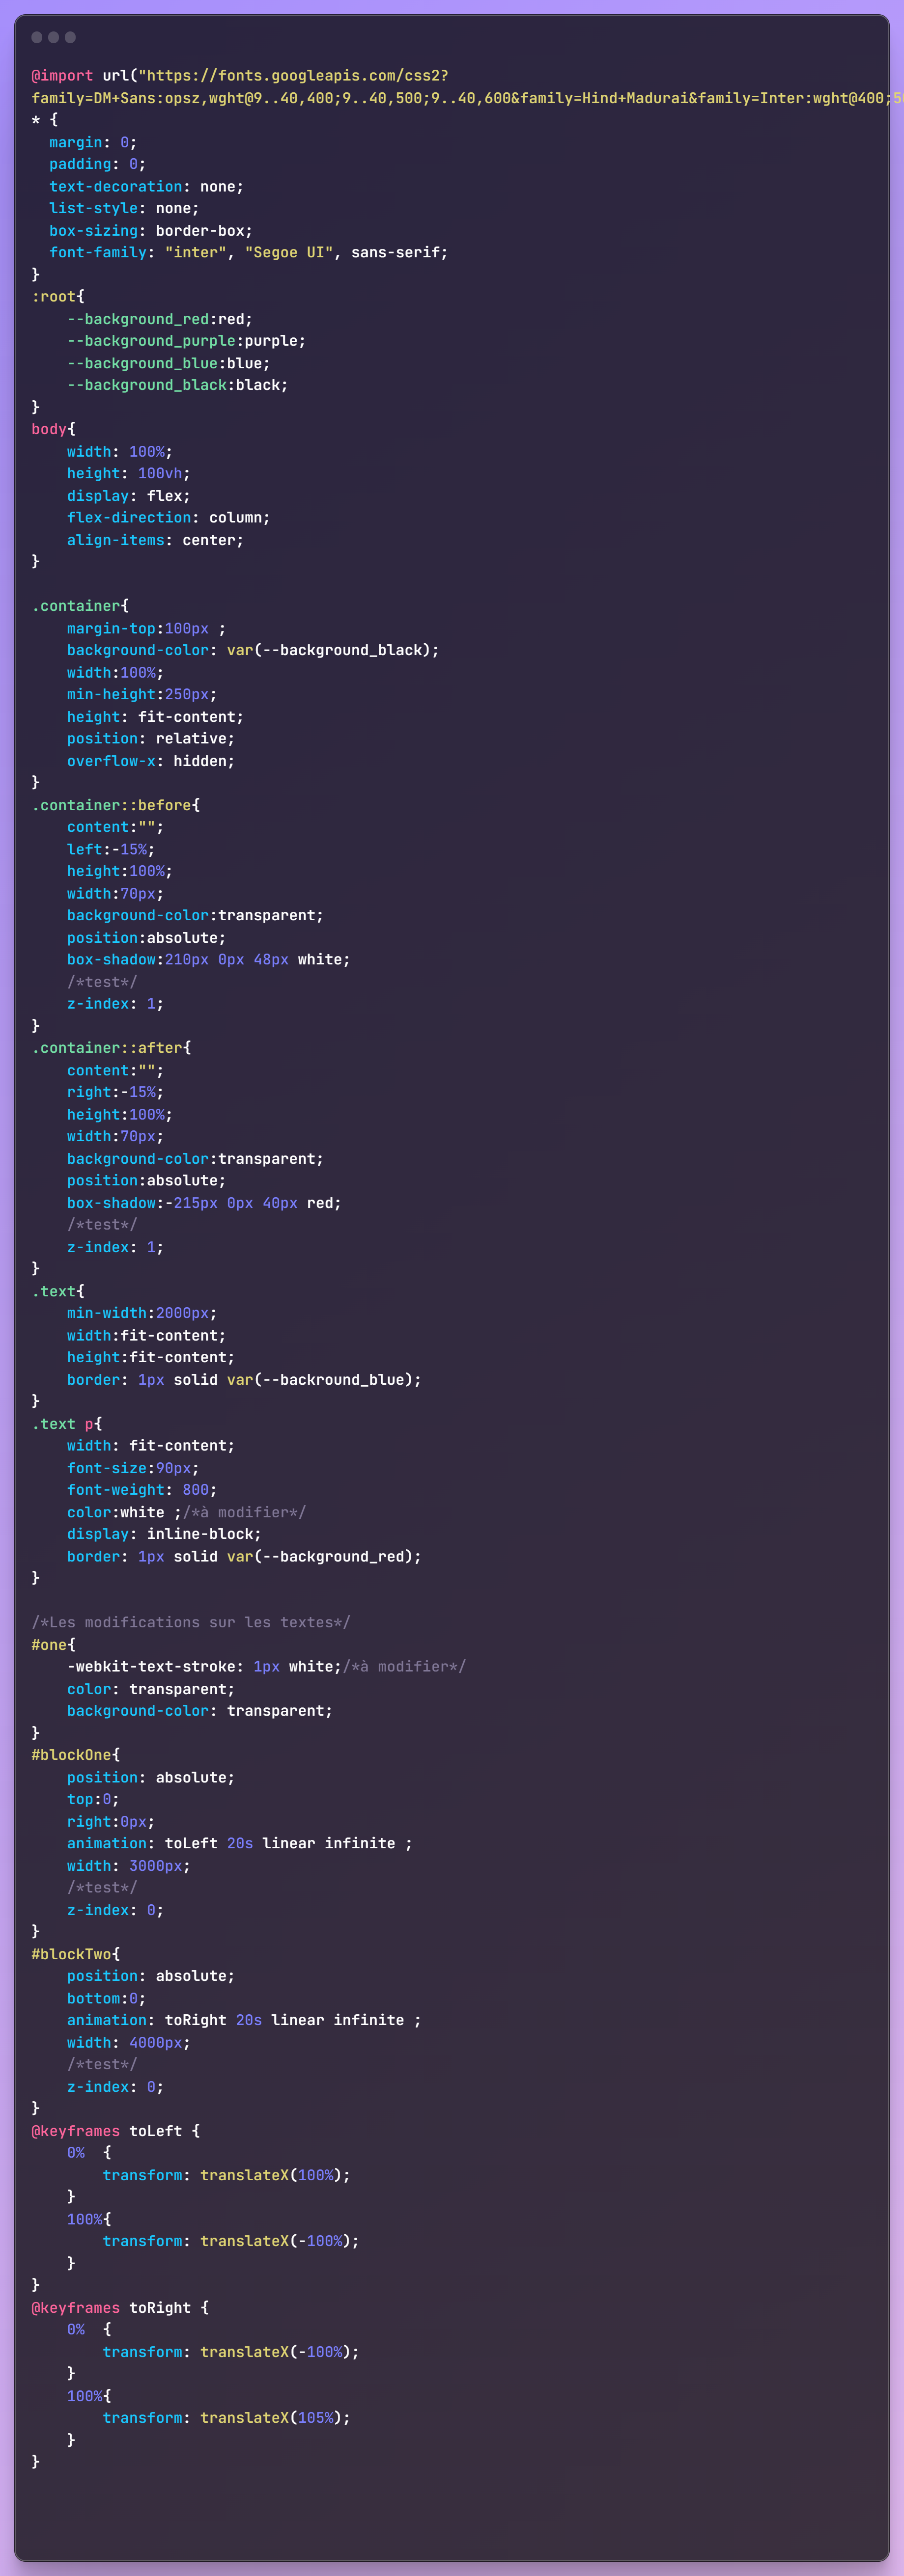 @import url("https://fonts.googleapis.com/css2?
family=DM+Sans:opsz,wght@9..40,400;9..40,500;9..40,600&family=Hind+Madurai&family=Inter:wght@400;
* {
  margin: 0;
  padding: 0;
  text-decoration: none;
  list-style: none;
  box-sizing: border-box;
  font-family: "inter", "Segoe UI", sans-serif;
}
:root{
    --background_red:red;
    --background_purple:purple;
    --background_blue:blue;
    --background_black:black;
}
body{
    width: 100%;
    height: 100vh;
    display: flex;
    flex-direction: column;
    align-items: center;
}

.container{
    margin-top:100px ;
    background-color: var(--background_black);
    width:100%;
    min-height:250px;
    height: fit-content;
    position: relative;
    overflow-x: hidden;
}
.container::before{
    content:"";
    left:-15%;
    height:100%;
    width:70px;
    background-color:transparent;
    position:absolute;
    box-shadow:210px 0px 48px white;
    /*test*/
    z-index: 1;
}
.container::after{
    content:"";
    right:-15%;
    height:100%;
    width:70px;
    background-color:transparent;
    position:absolute;
    box-shadow:-215px 0px 40px red;
    /*test*/
    z-index: 1;
}
.text{
    min-width:2000px;
    width:fit-content;
    height:fit-content;
    border: 1px solid var(--backround_blue);
}
.text p{
    width: fit-content;
    font-size:90px;
    font-weight: 800;
    color:white ;/*à modifier*/
    display: inline-block;
    border: 1px solid var(--background_red);
}

/*Les modifications sur les textes*/
#one{
    -webkit-text-stroke: 1px white;/*à modifier*/
    color: transparent;
    background-color: transparent;
}
#blockOne{
    position: absolute;
    top:0;
    right:0px;
    animation: toLeft 20s linear infinite ;
    width: 3000px;
    /*test*/
    z-index: 0;
}
#blockTwo{
    position: absolute;
    bottom:0;
    animation: toRight 20s linear infinite ;
    width: 4000px;
    /*test*/
    z-index: 0;
}
@keyframes toLeft {
    0%  {
        transform: translateX(100%);
    }
    100%{
        transform: translateX(-100%);
    }
}
@keyframes toRight {
    0%  {
        transform: translateX(-100%);
    }
    100%{
        transform: translateX(105%);
    }
}